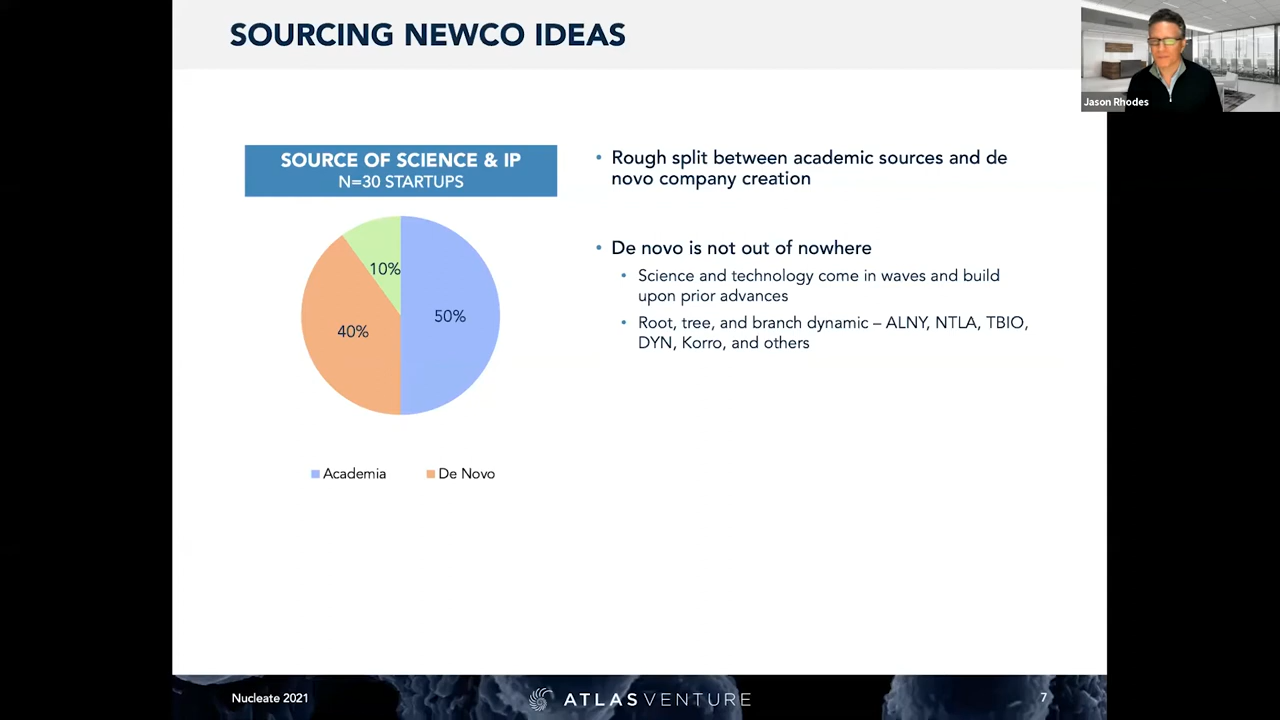 SOURCING NEWCO IDEAS
Jason Rhodes
SOURCE OF SCIENCE & IP
N=30 STARTUPS
10%
50%
40%
Academia
De Novo
• Rough split between academic sources and de
novo company creation
• De novo is not out of nowhere
• Science and technology come in waves and build
upon prior advances
• Root, tree, and branch dynamic – ALNY, NTLA, TBIO,
DYN, Korro, and others
Nucleate 2021
ATLAS VENTURE
7